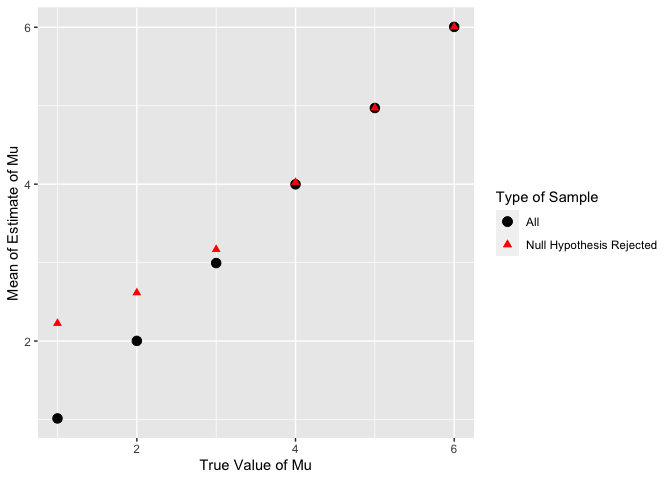 6
4
2
Mean of Estimate of Mu
2
4
6
True Value of Mu
Type of Sample
All
Null Hypothesis Rejected